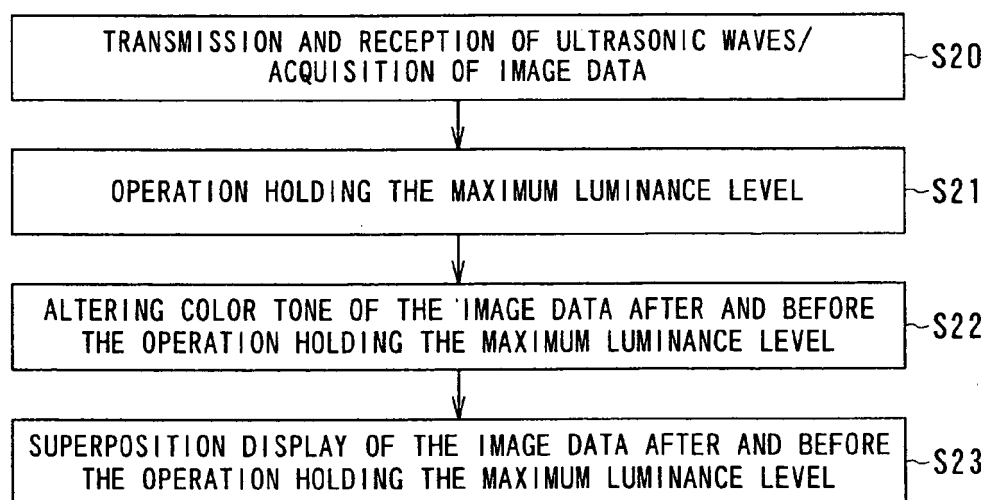 TRANSMISSION AND RECEPTION OF ULTRASONIC WAVES/
ACQUISITION OF IMAGE DATA
S20
OPERATION HOLDING THE MAXIMUM LUMINANCE LEVEL
S21
ALTERING COLOR TONE OF THE IMAGE DATA AFTER AND BEFORE
THE OPERATION HOLDING THE MAXIMUM LUMINANCE LEVEL
S22
SUPERPOSITION DISPLAY OF THE IMAGE DATA AFTER AND BEFORE
THE OPERATION HOLDING THE MAXIMUM LUMINANCE LEVEL
S23